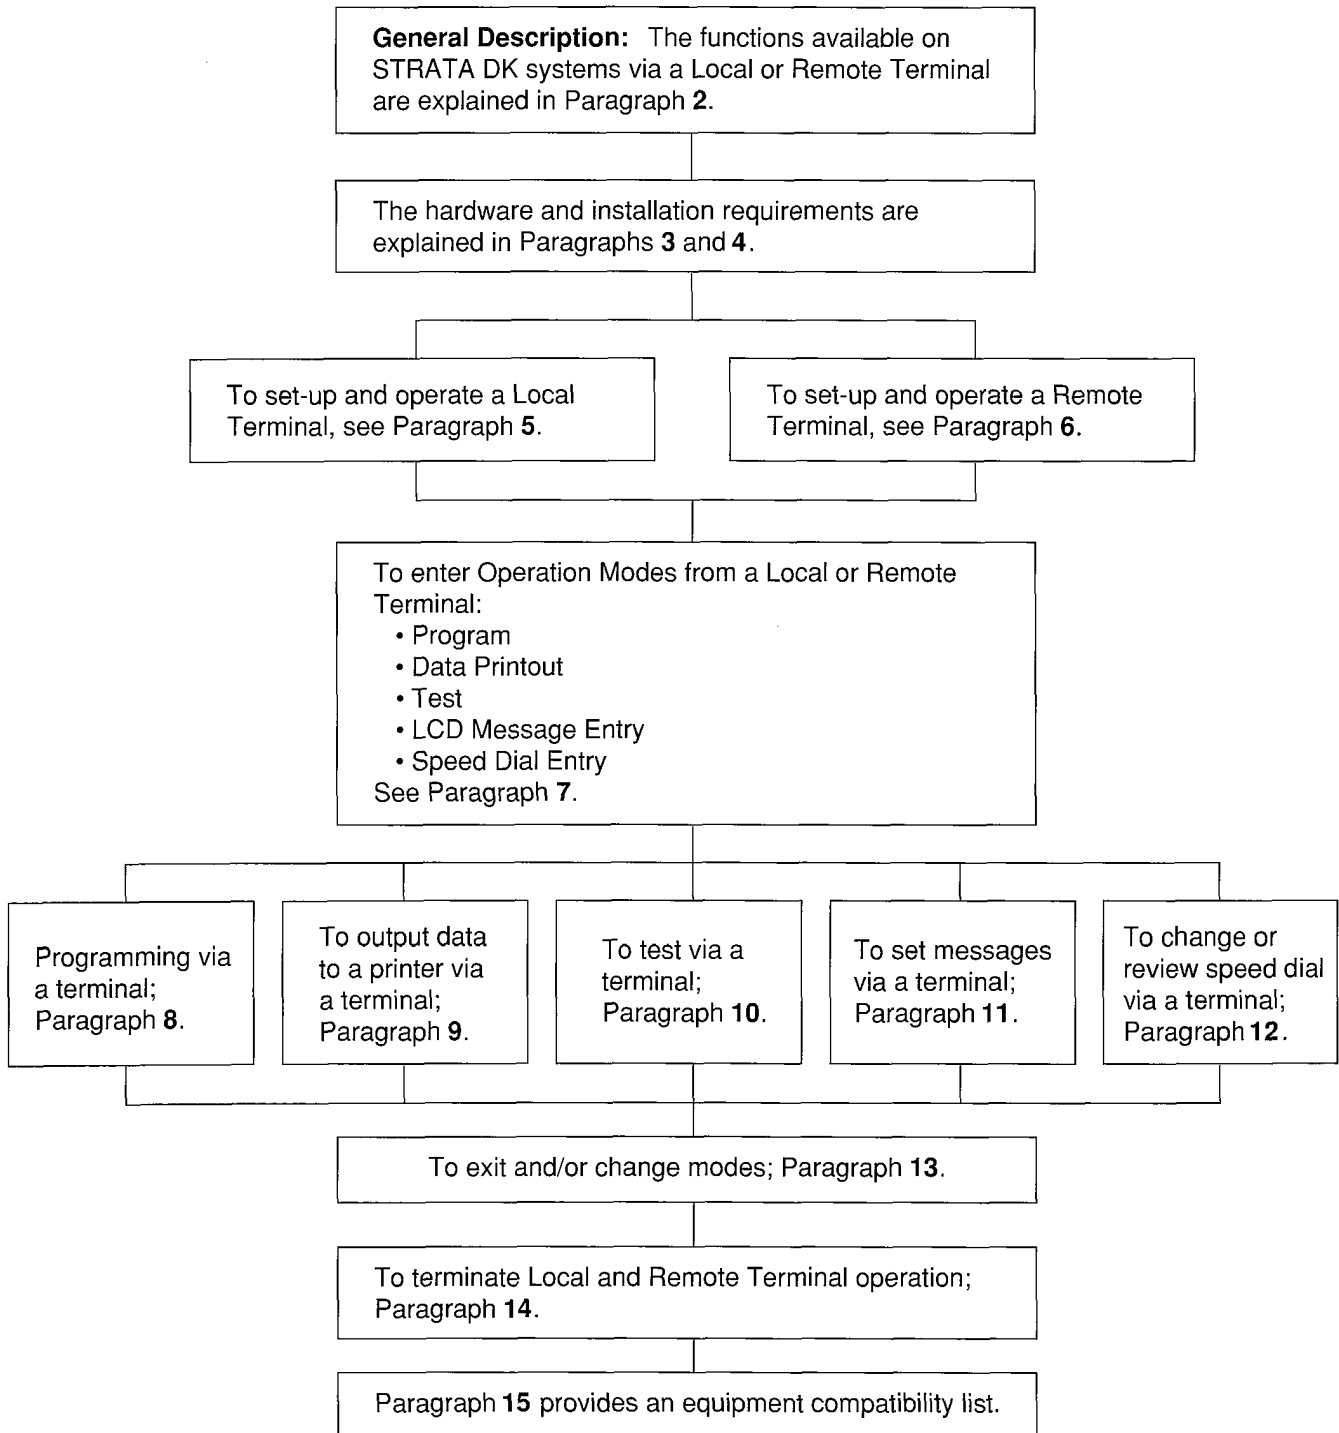 General Description: The functions available on
STRATA DK systems via a Local or Remote Terminal
are explained in Paragraph 2.
The hardware and installation requirements are
explained in Paragraphs 3 and 4.
To set-up and operate a Local
Terminal, see Paragraph 5.
To set-up and operate a Remote
Terminal, see Paragraph 6.
To enter Operation Modes from a Local or Remote
Terminal:
• Program
• Data Printout
• Test
• LCD Message Entry
• Speed Dial Entry
See Paragraph 7.
Programming via
a terminal;
Paragraph 8.
To output data
to a printer via
a terminal;
Paragraph 9.
To test via a
terminal;
Paragraph 10.
To set messages
via a terminal;
Paragraph 11.
To change or
review speed dial
via a terminal;
Paragraph 12.
To exit and/or change modes; Paragraph 13.
To terminate Local and Remote Terminal operation;
Paragraph 14.
Paragraph 15 provides an equipment compatibility list.